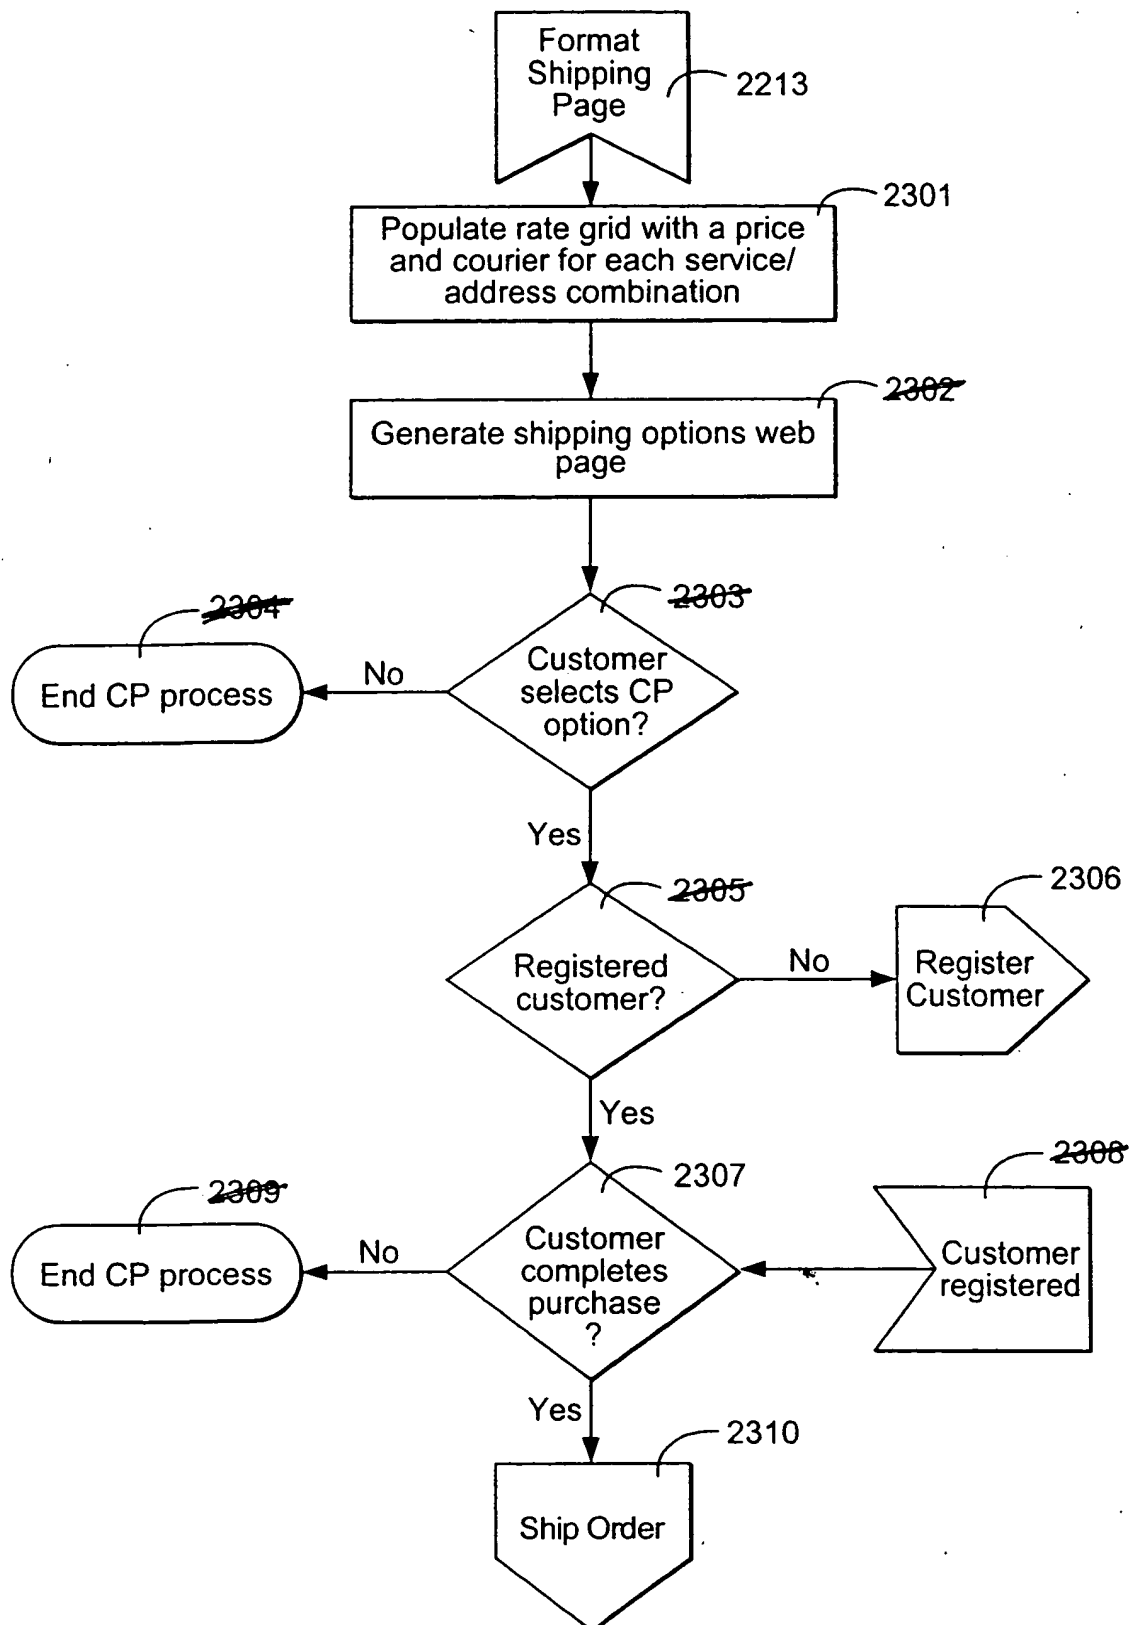 Format
Shipping
Page
2213
2301
Populate rate grid with a price
and courier for each service/
address combination
2302
Generate shipping options web
page
2303
2304
Customer
selects CP
option?
No
End CP process
Yes
2305
2306
Registered
customer?
No
Register
Customer
Yes
2307
2308
2309
Customer
completes
purchase
?
No
End CP process
Customer
registered
Yes
2310
Ship Order